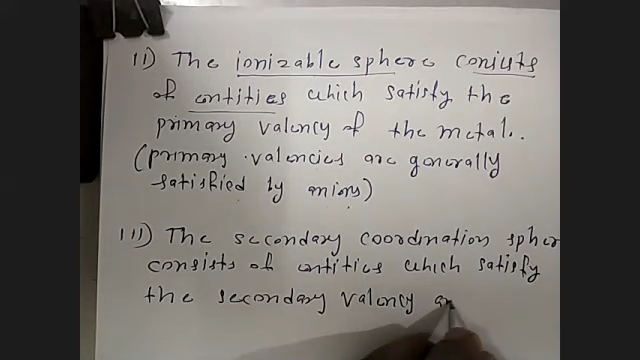 II) The ionizable sphere conists
of entities which satisfy the
primary valency of the metal.
(primary valencies are generally
satisfied by anions)
III) The secondary coordination spher
consists of entities which satisfy
the secondary valency an